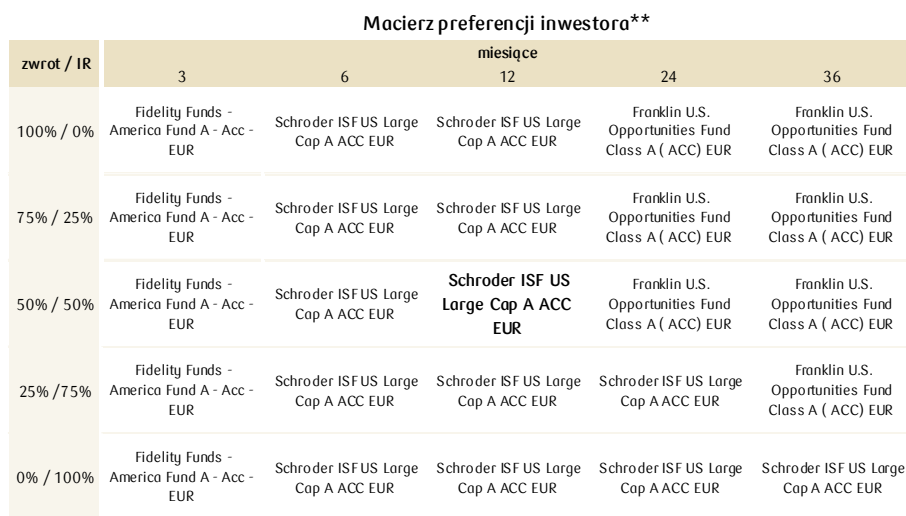 Macierz preferencji inwestora**
zwrot / IR
miesiące
3 6 12 24 36
100% / 0%
Fidelity Funds -
America Fund A - Acc -
EUR
Schroder ISF US Large
Cap A ACC EUR
Schroder ISF US Large
Cap A ACC EUR
Franklin U.S.
Opportunities Fund
Class A ( ACC) EUR
Franklin U.S.
Opportunities Fund
Class A ( ACC) EUR
75% / 25%
Fidelity Funds -
America Fund A - Acc -
EUR
Schroder ISF US Large
Cap A ACC EUR
Schroder ISF US Large
Cap A ACC EUR
Franklin U.S.
Opportunities Fund
Class A ( ACC) EUR
Franklin U.S.
Opportunities Fund
Class A ( ACC) EUR
50% / 50%
Fidelity Funds -
America Fund A - Acc -
EUR
Schroder ISF US Large
Cap A ACC EUR
Schroder ISF US
Large Cap A ACC
EUR
Franklin U.S.
Opportunities Fund
Class A ( ACC) EUR
Franklin U.S.
Opportunities Fund
Class A ( ACC) EUR
25% /75%
Fidelity Funds -
America Fund A - Acc -
EUR
Schroder ISF US Large
Cap A ACC EUR
Schroder ISF US Large
Cap A ACC EUR
Schroder ISF US Large
Cap A ACC EUR
Franklin U.S.
Opportunities Fund
Class A ( ACC) EUR
0% / 100%
Fidelity Funds -
America Fund A - Acc -
EUR
Schroder ISF US Large
Cap A ACC EUR
Schroder ISF US Large
Cap A ACC EUR
Schroder ISF US Large
Cap A ACC EUR
Schroder ISF US Large
Cap A ACC EUR